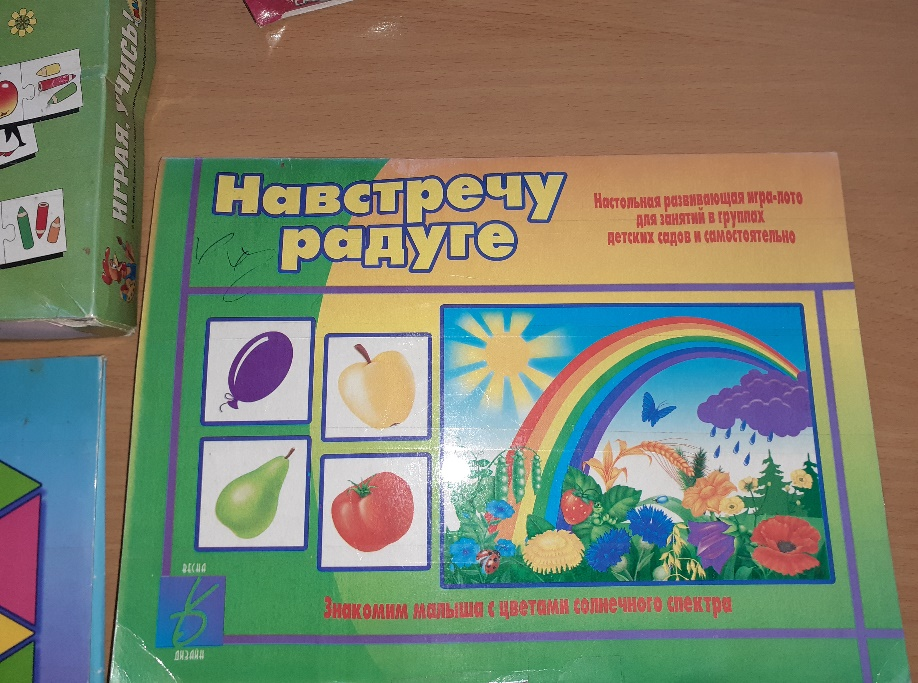 ИГРАЯ, УЧИСЬ!
Навстречу
радуге
Настольная развивающая игра-лото
для занятий в группах
детских садов и самостоятельно
Знакомим малыша с цветами солнечного спектра
ВЕСНА
ДИЗАЙН